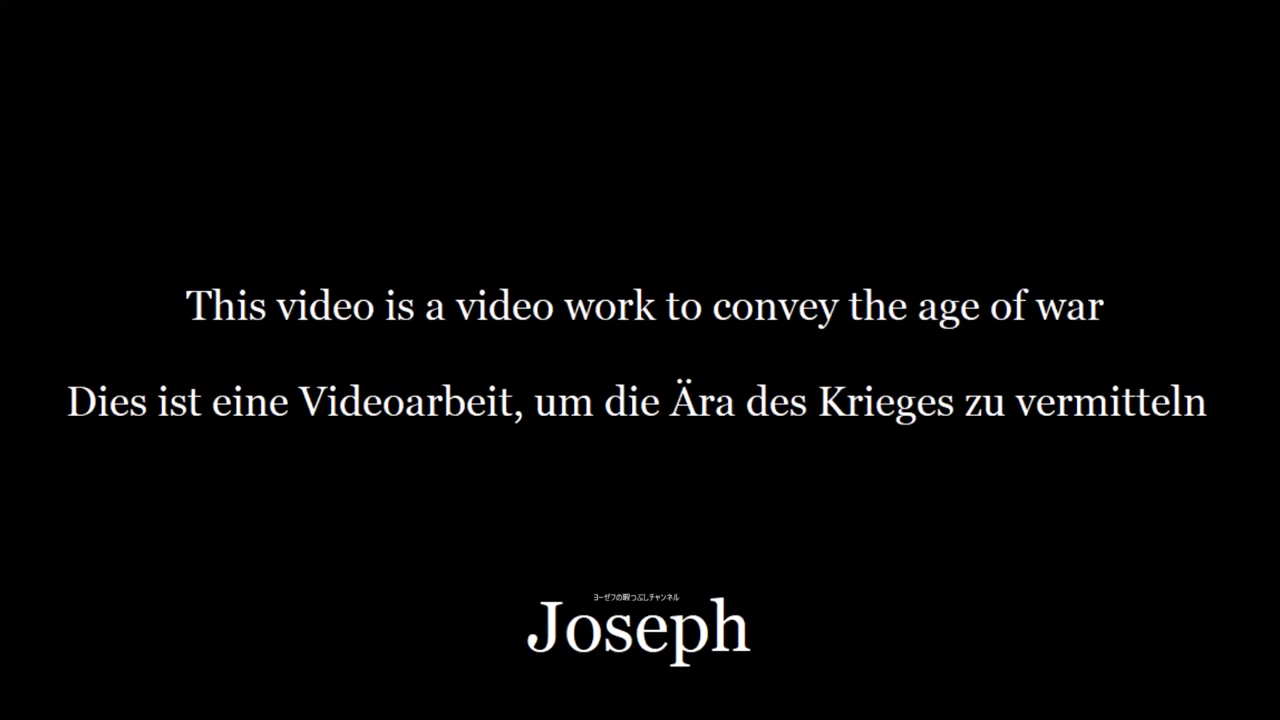 This video is a video work to convey the age of war
Dies ist eine Videoarbeit, um die Ära des Krieges zu vermitteln
ヨーゼフの暇つぶしチャンネル
Joseph